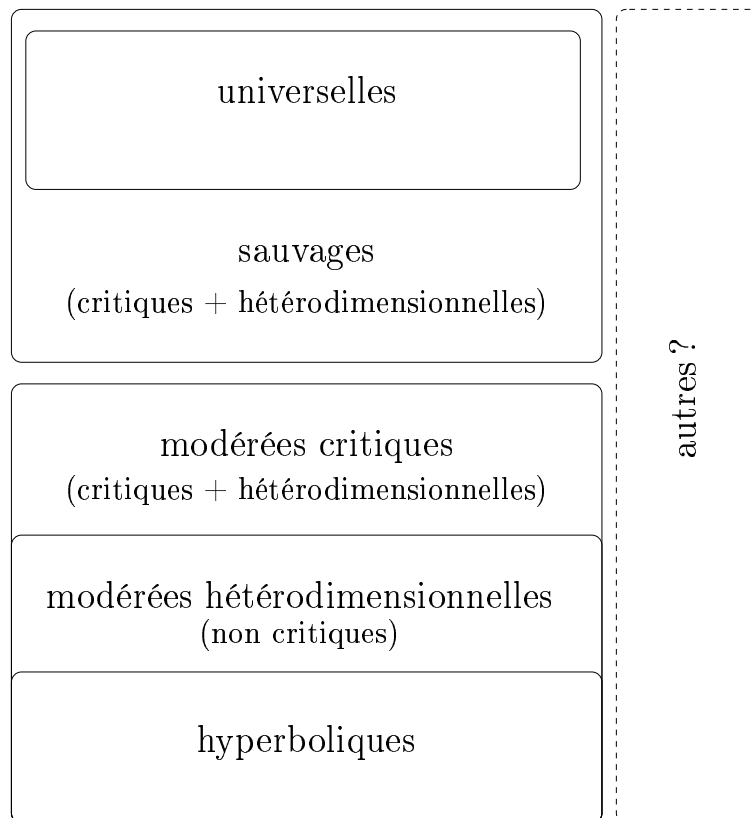 universelles
sauvages
(critiques + hétérodimensionnelles)
modérées critiques
(critiques + hétérodimensionnelles)
modérées hétérodimensionnelles
(non critiques)
hyperboliques
autres ?